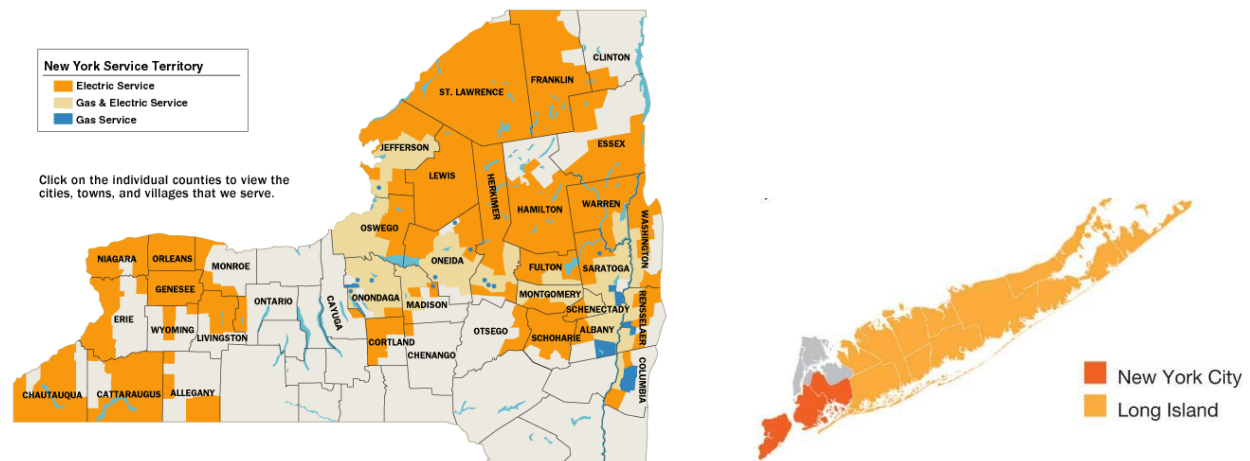 New York Service Territory
Electric Service
Gas & Electric Service
Gas Service
Click on the individual counties to view the
cities, towns, and villages that we serve.
CLINTON
FRANKLIN
ST. LAWRENCE
ESSEX
JEFFERSON
LEWIS
HERKIMER
HAMILTON
WARREN
WASHINGTON
OSWEGO
ONEIDA
FULTON
SARATOGA
NIAGARA
ORLEANS
MONROE
GENESEE
ONTARIO
CAYUGA
ONONDAGA
MADISON
MONTGOMERY
SCHENECTADY
RENSSELAER
ERIE
WYOMING
LIVINGSTON
CORTLAND
CHENANGO
OTSEGO
SCHOHARIE
ALBANY
COLUMBIA
CHAUTAUQUA
CATTARAUGUS
ALLEGANY
New York City
Long Island